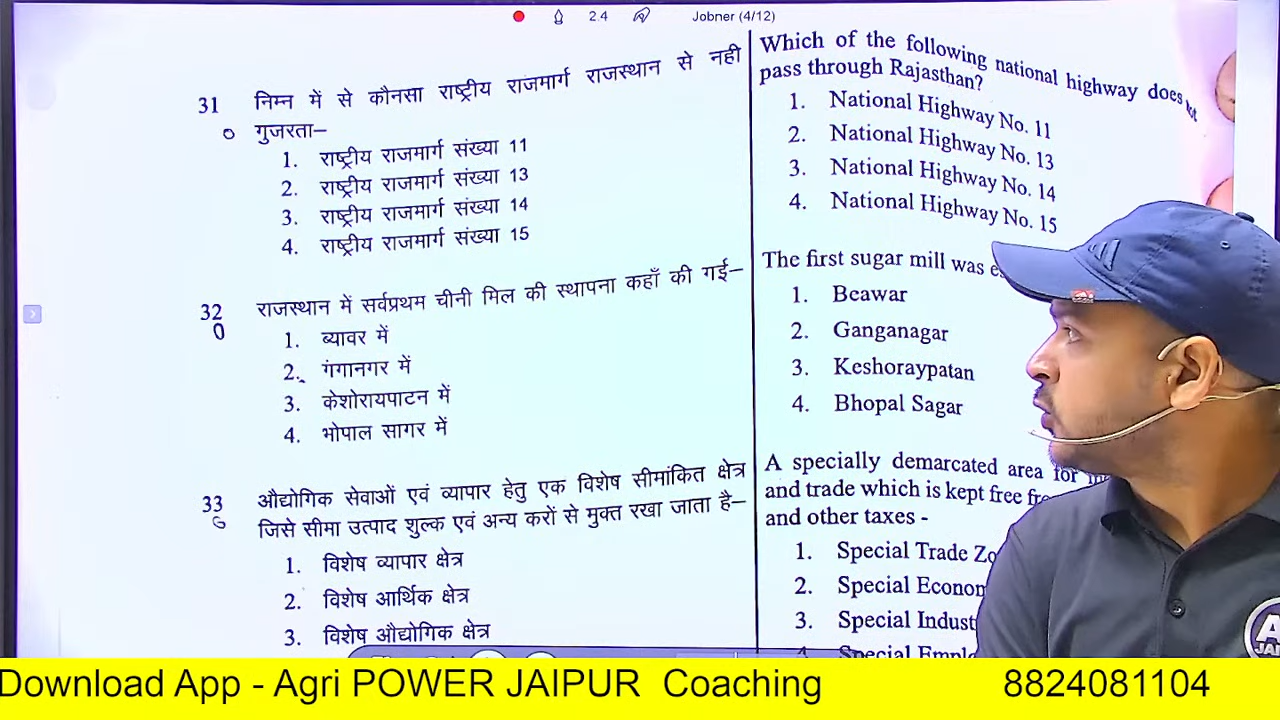 2.4
Jobner (4/12)
31 निम्न में से कौनसा राष्ट्रीय राजमार्ग राजस्थान से नही
गुजरता–
1. राष्ट्रीय राजमार्ग संख्या 11
2. राष्ट्रीय राजमार्ग संख्या 13
3. राष्ट्रीय राजमार्ग संख्या 14
4. राष्ट्रीय राजमार्ग संख्या 15
32 राजस्थान में सर्वप्रथम चीनी मिल की स्थापना कहाँ की गई–
1. ब्यावर में
2. गंगानगर में
3. केशोरायपाटन में
4. भोपाल सागर में
33 औद्योगिक सेवाओं एवं व्यापार हेतु एक विशेष सीमांकित क्षेत्र
जिसे सीमा उत्पाद शुल्क एवं अन्य करों से मुक्त रखा जाता है–
1. विशेष व्यापार क्षेत्र
2. विशेष आर्थिक क्षेत्र
3. विशेष औद्योगिक क्षेत्र
Which of the following national highway does not
pass through Rajasthan?
1. National Highway No. 11
2. National Highway No. 13
3. National Highway No. 14
4. National Highway No. 15
The first sugar mill was
1. Beawar
2. Ganganagar
3. Keshoraypatan
4. Bhopal Sagar
A specially demarcated area for
and trade which is kept free
and other taxes -
1. Special Trade
2. Special
3. Special
4. Special
Download App - Agri POWER JAIPUR Coaching 8824081104